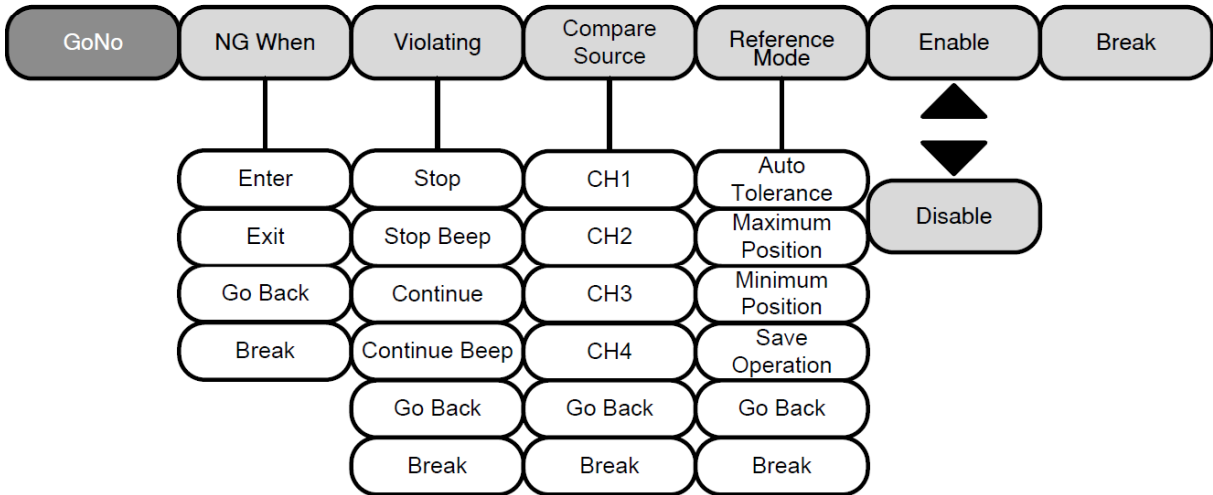 GoNo
NG When
Violating
Compare
Source
Reference
Mode
Enable
Break
Enter
Exit
Go Back
Break
Stop
Stop Beep
Continue
Continue Beep
Go Back
Break
CH1
CH2
CH3
CH4
Go Back
Break
Auto
Tolerance
Maximum
Position
Minimum
Position
Save
Operation
Go Back
Break
Disable